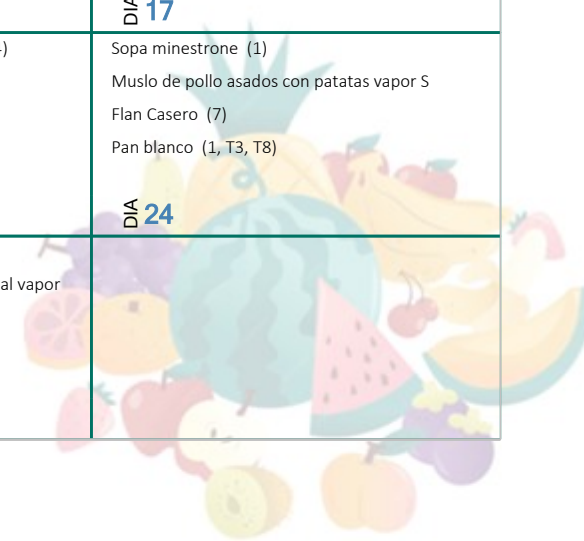 DIA 17
)
Sopa minestrone (1)
Muslo de pollo asados con patatas vapor S
Flan Casero (7)
Pan blanco (1, T3, T8)
DIA 24
al vapor